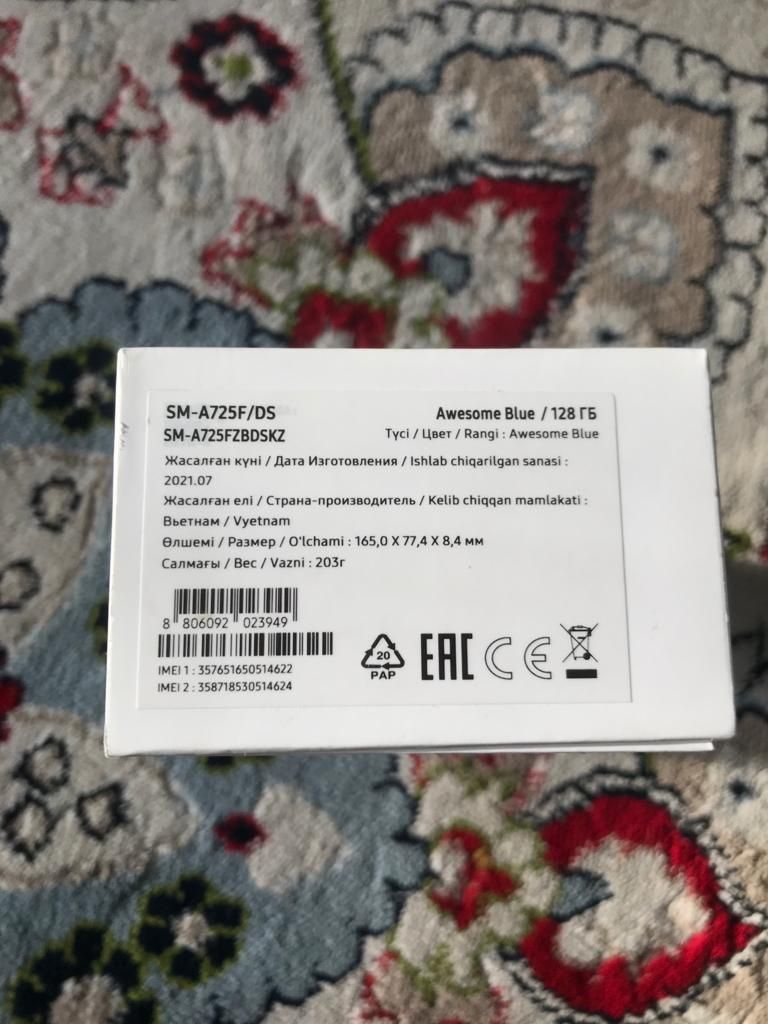 SM-A725F/DS
Awesome Blue / 128 ГБ
SM-A725FZBDSKZ
Түсі / Цвет / Rangi : Awesome Blue
Жасалған күні / Дата Изготовления / Ishlab chiqarilgan sanasi :
2021.07
Жасалған елі / Страна-производитель / Kelib chiqqan mamlakati :
Вьетнам / Vyetnam
Өлшемі / Размер / O'lchami : 165,0 X 77,4 X 8,4 мм
Салмағы / Вес / Vazni : 203г
8 806092 023949
IMEI 1 : 357651650514622
IMEI 2 : 358718530514624
20
PAP
EAC
CE